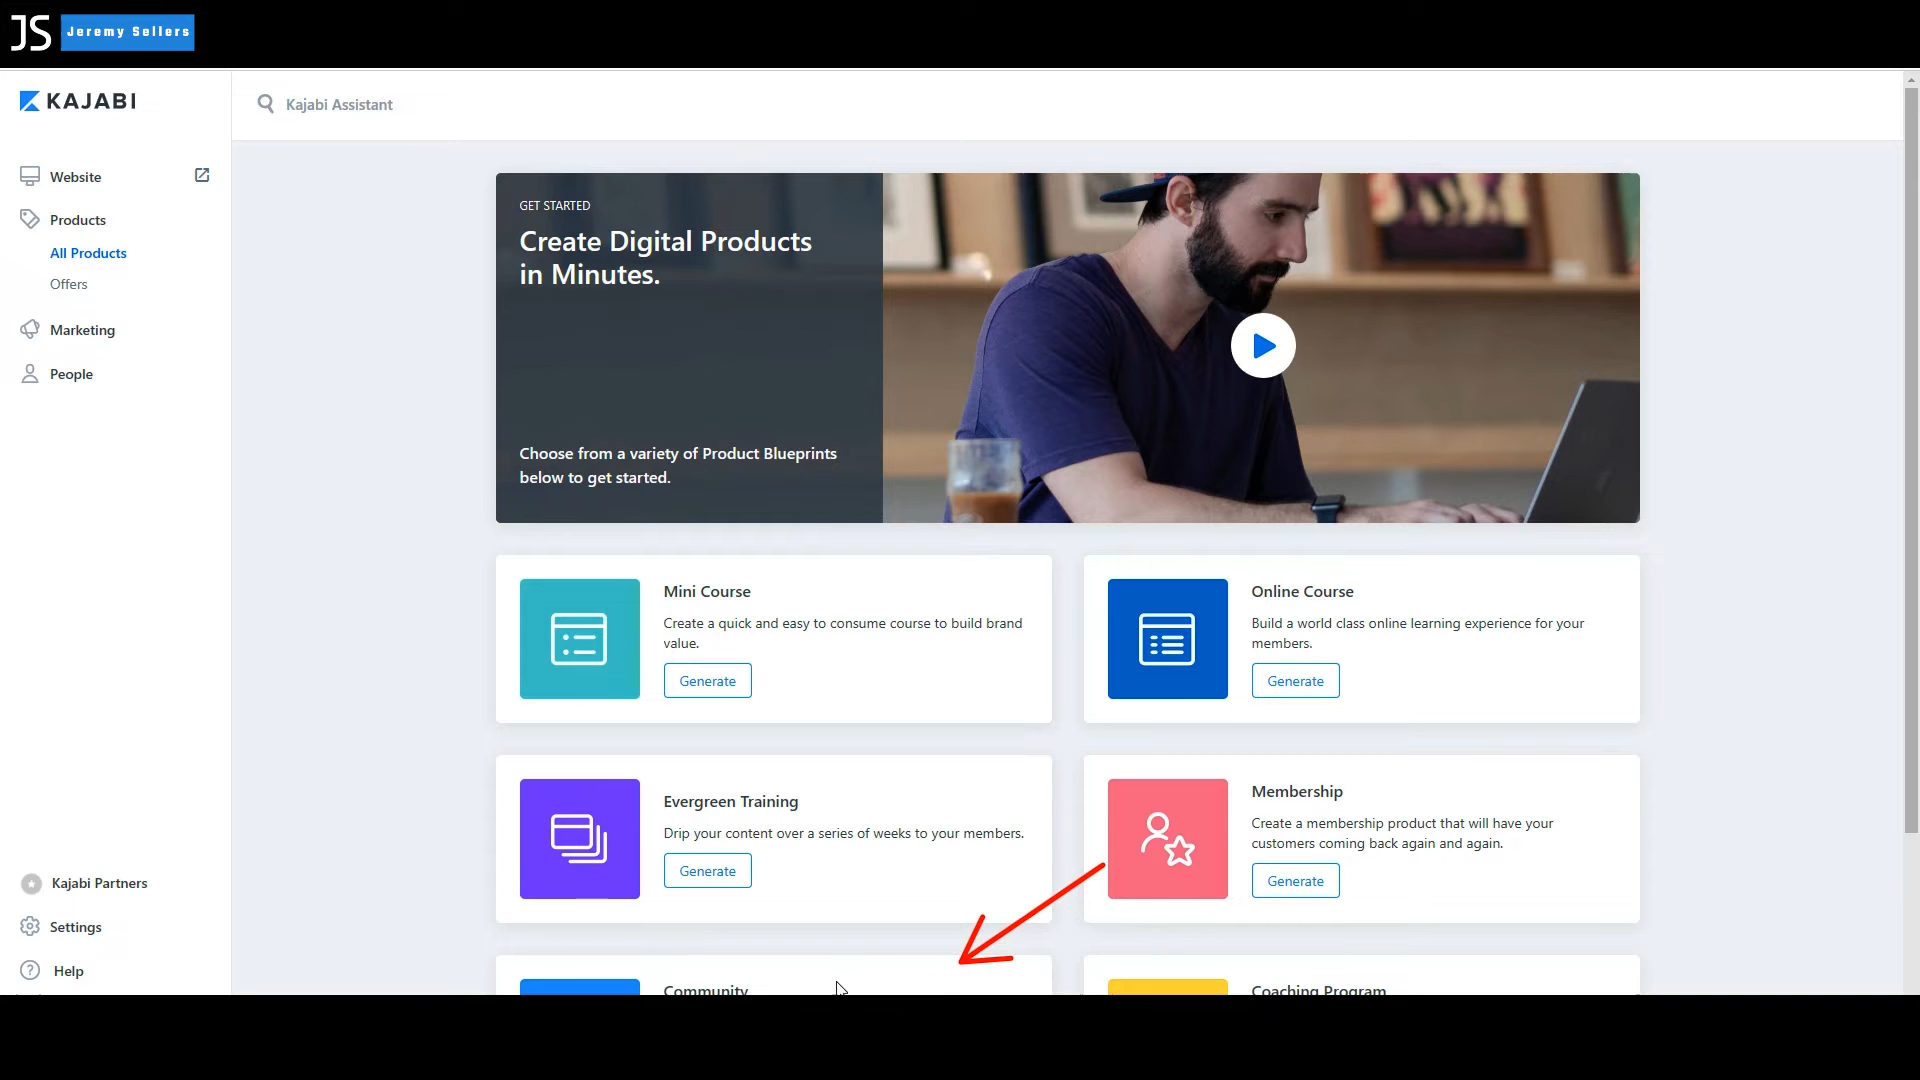 JS Jeremy Sellers
KAJABI
Kajabi Assistant
Website
Products
All Products
Offers
Marketing
People
Kajabi Partners
Settings
Help
GET STARTED
Create Digital Products
in Minutes.
Choose from a variety of Product Blueprints
below to get started.
Mini Course
Create a quick and easy to consume course to build brand
value.
Generate
Online Course
Build a world class online learning experience for your
members.
Generate
Evergreen Training
Drip your content over a series of weeks to your members.
Generate
Membership
Create a membership product that will have your
customers coming back again and again.
Generate
Community
Coaching Program